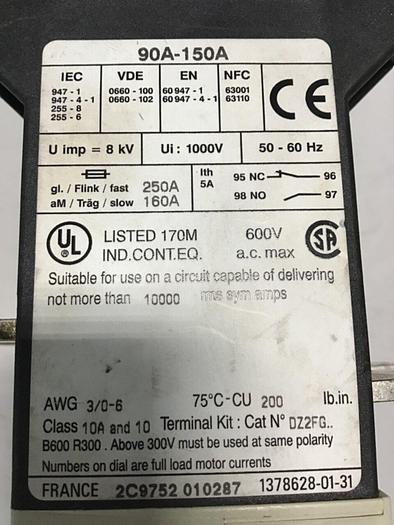 90A-150A
IEC VDE EN NFC
947 - 1 0660 - 100 60 947 - 1 63001
947 - 4 - 1 0660 - 102 60947 - 4 - 1 63110
255 - 8
255 - 6
CE
U imp = 8 kV Ui : 1000V 50 - 60 Hz
gl. / Flink / fast 250A
aM / Träg / slow 160A
Ith
5A
95 NC 96
98 NO 97
UL LISTED 170M 600V SA
IND.CONT.EQ. a.c. max
Suitable for use on a circuit capable of delivering
not more than 10000 rms sym amps
AWG 3/0-6 75°C-CU 200 lb.in.
Class 10A and 10 Terminal Kit : Cat N° DZ2FG..
B600 R300 . Above 300V must be used at same polarity
Numbers on dial are full load motor currents
FRANCE 2C9752 010287 1378628-01-31